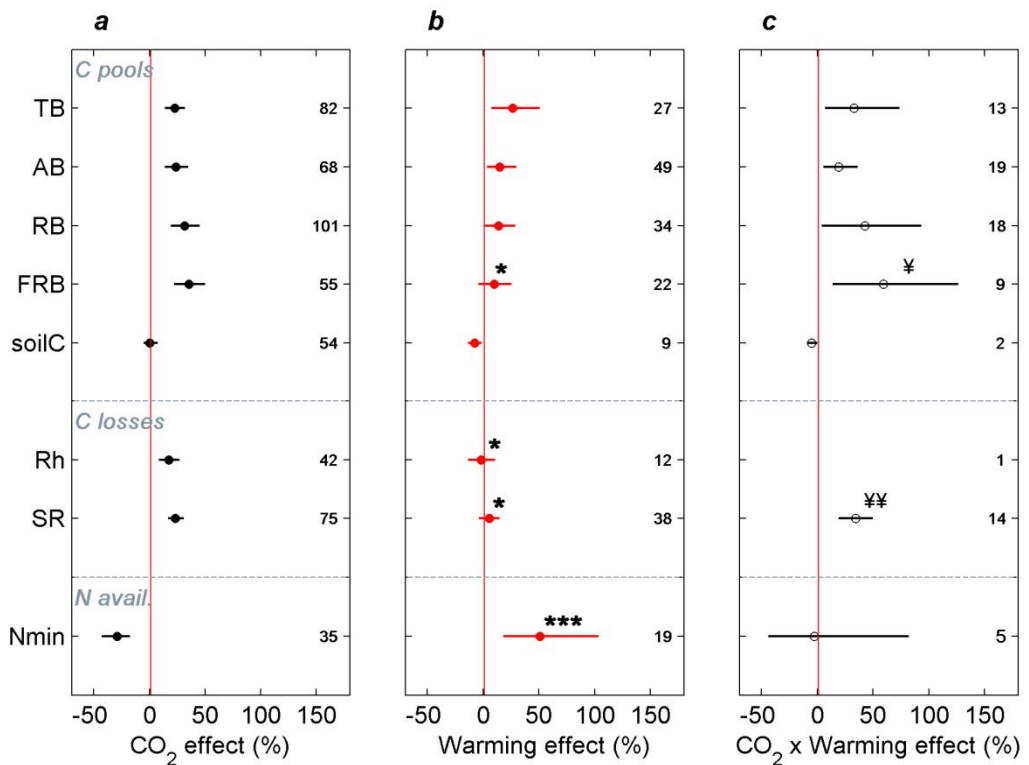 a b c
C pools
TB 82 27 13
AB 68 49 19
RB 101 34 18
FRB 55 * 22 ¥ 9
soilC 54 9 2
C losses
Rh 42 * 12 1
SR 75 * 38 ¥¥ 14
N avail.
Nmin 35 *** 19 5
-50 0 50 100 150 -50 0 50 100 150 -50 0 50 100 150
CO2 effect (%) Warming effect (%) CO2 x Warming effect (%)